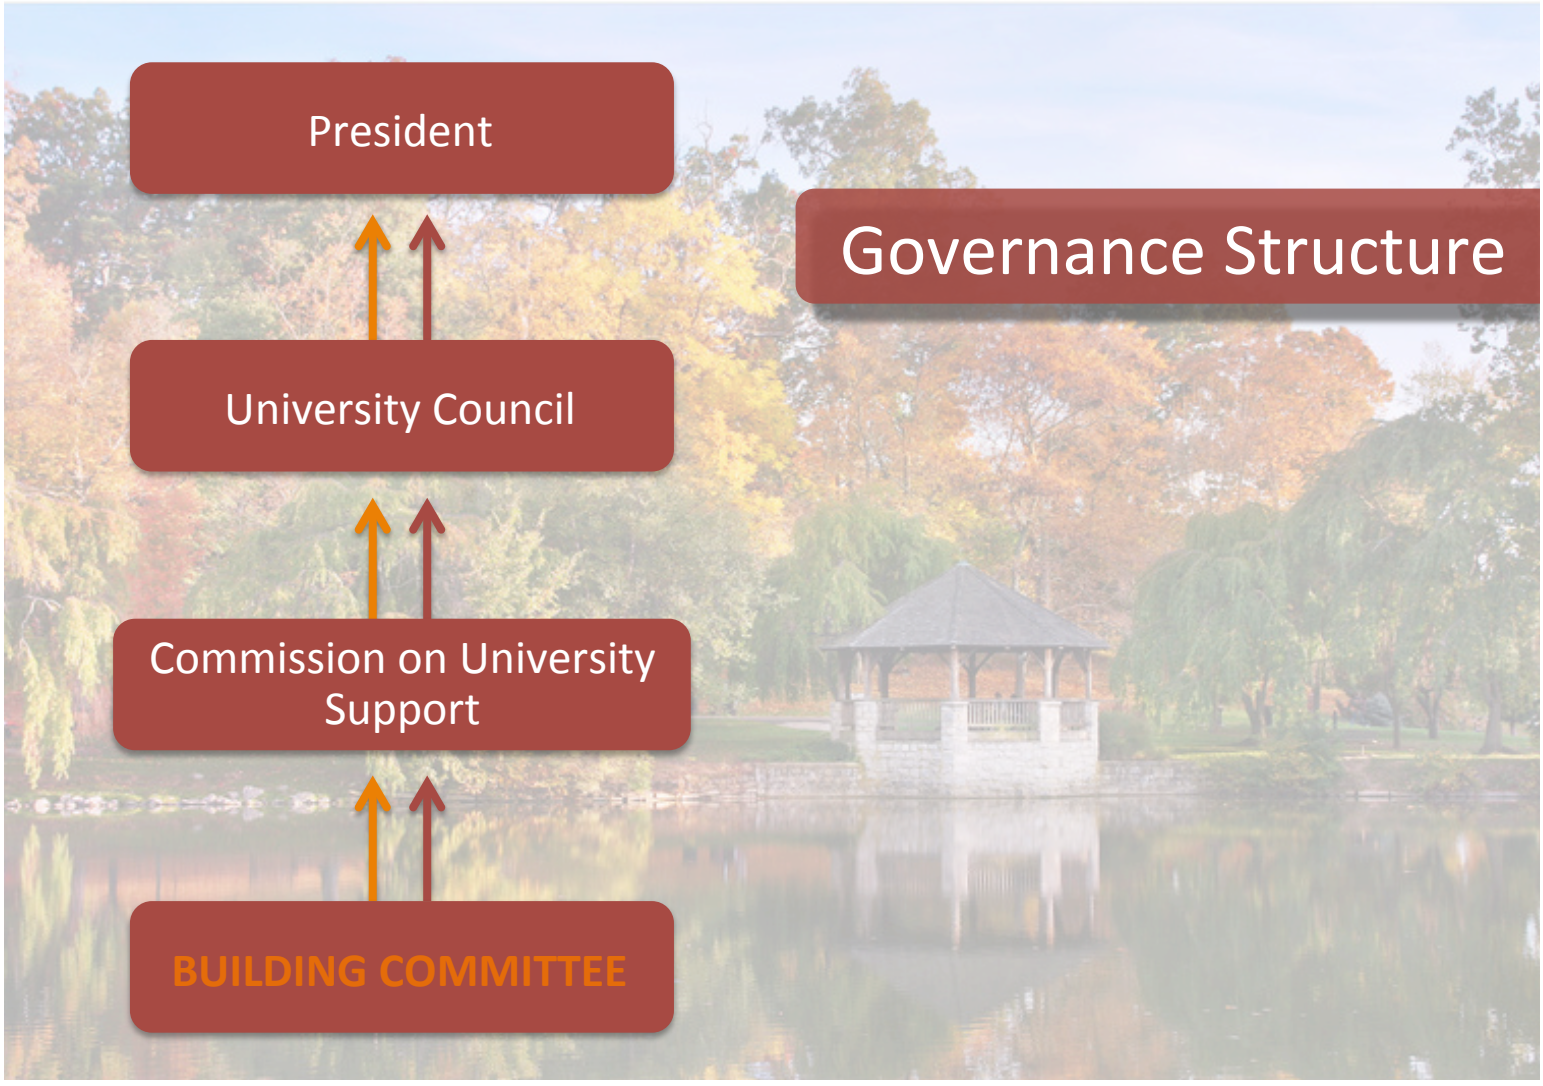 President
Governance Structure
University Council
Commission on University
Support
BUILDING COMMITTEE